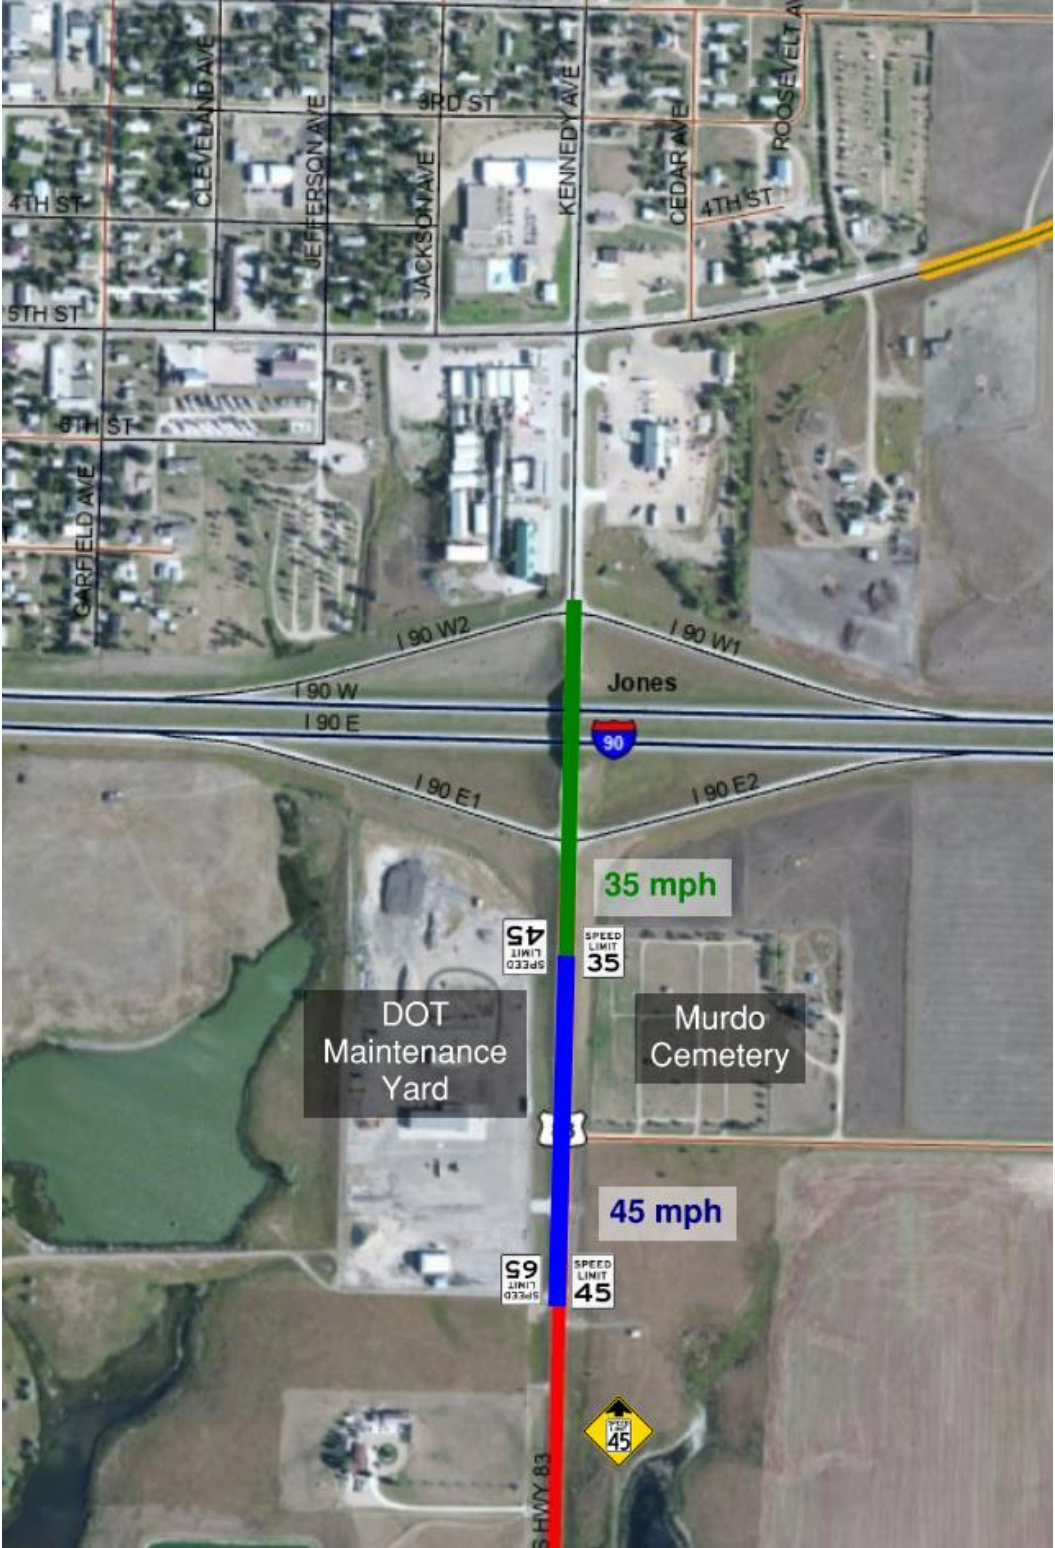 ROOSEVELT AV
3RD ST
CLEVELAND AVE
JEFFERSON AVE
JACKSON AVE
KENNEDY AVE
CEDAR AVE
4TH ST
4TH ST
5TH ST
6TH ST
GARFIELD AVE
I 90 W2
I 90 W1
I 90 W
Jones
I 90 E
90
I 90 E1
I 90 E2
35 mph
SPEED
LIMIT
45
SPEED
LIMIT
35
DOT
Maintenance
Yard
Murdo
Cemetery
45 mph
SPEED
LIMIT
65
SPEED
LIMIT
45
SPEED
LIMIT
45
S HWY 83